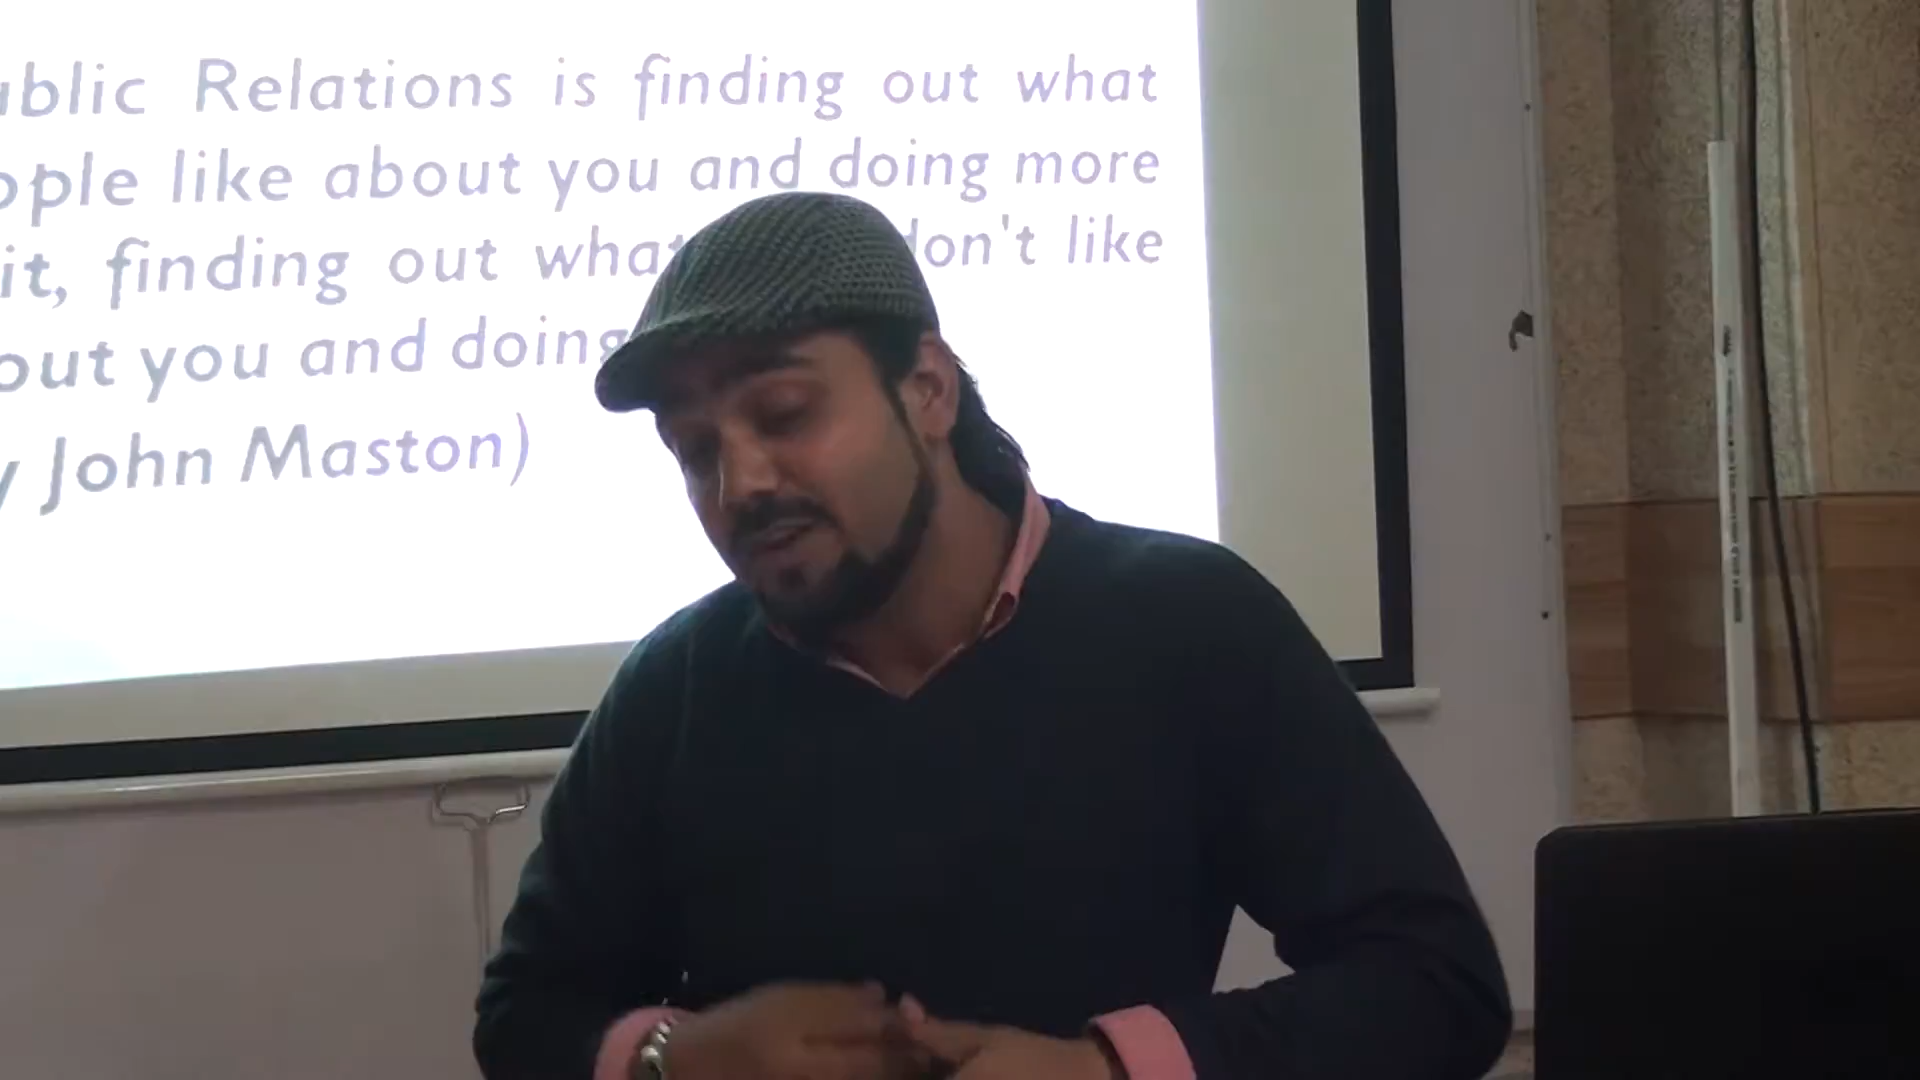 ublic Relations is finding out what
ople like about you and doing more
it, finding out what don't like
out you and doing
y John Maston)